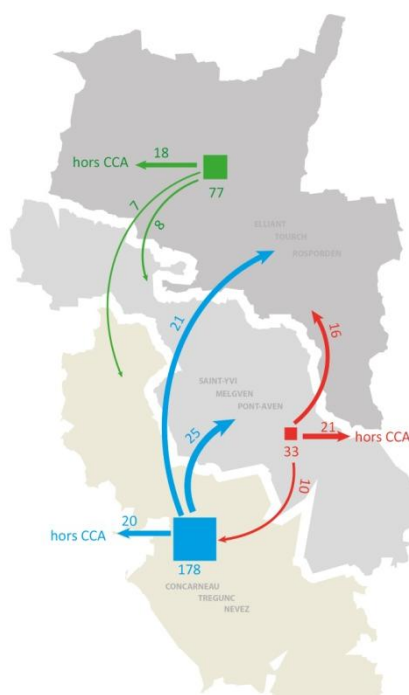 18
hors CCA
77
7
8
ELLIANT
TOURCH
ROSPORDEN
21
16
SAINT-YVI
MELGVEN
PONT-AVEN
25
21
hors CCA
33
10
20
hors CCA
178
CONCARNEAU
TREGUNC
NEVEZ